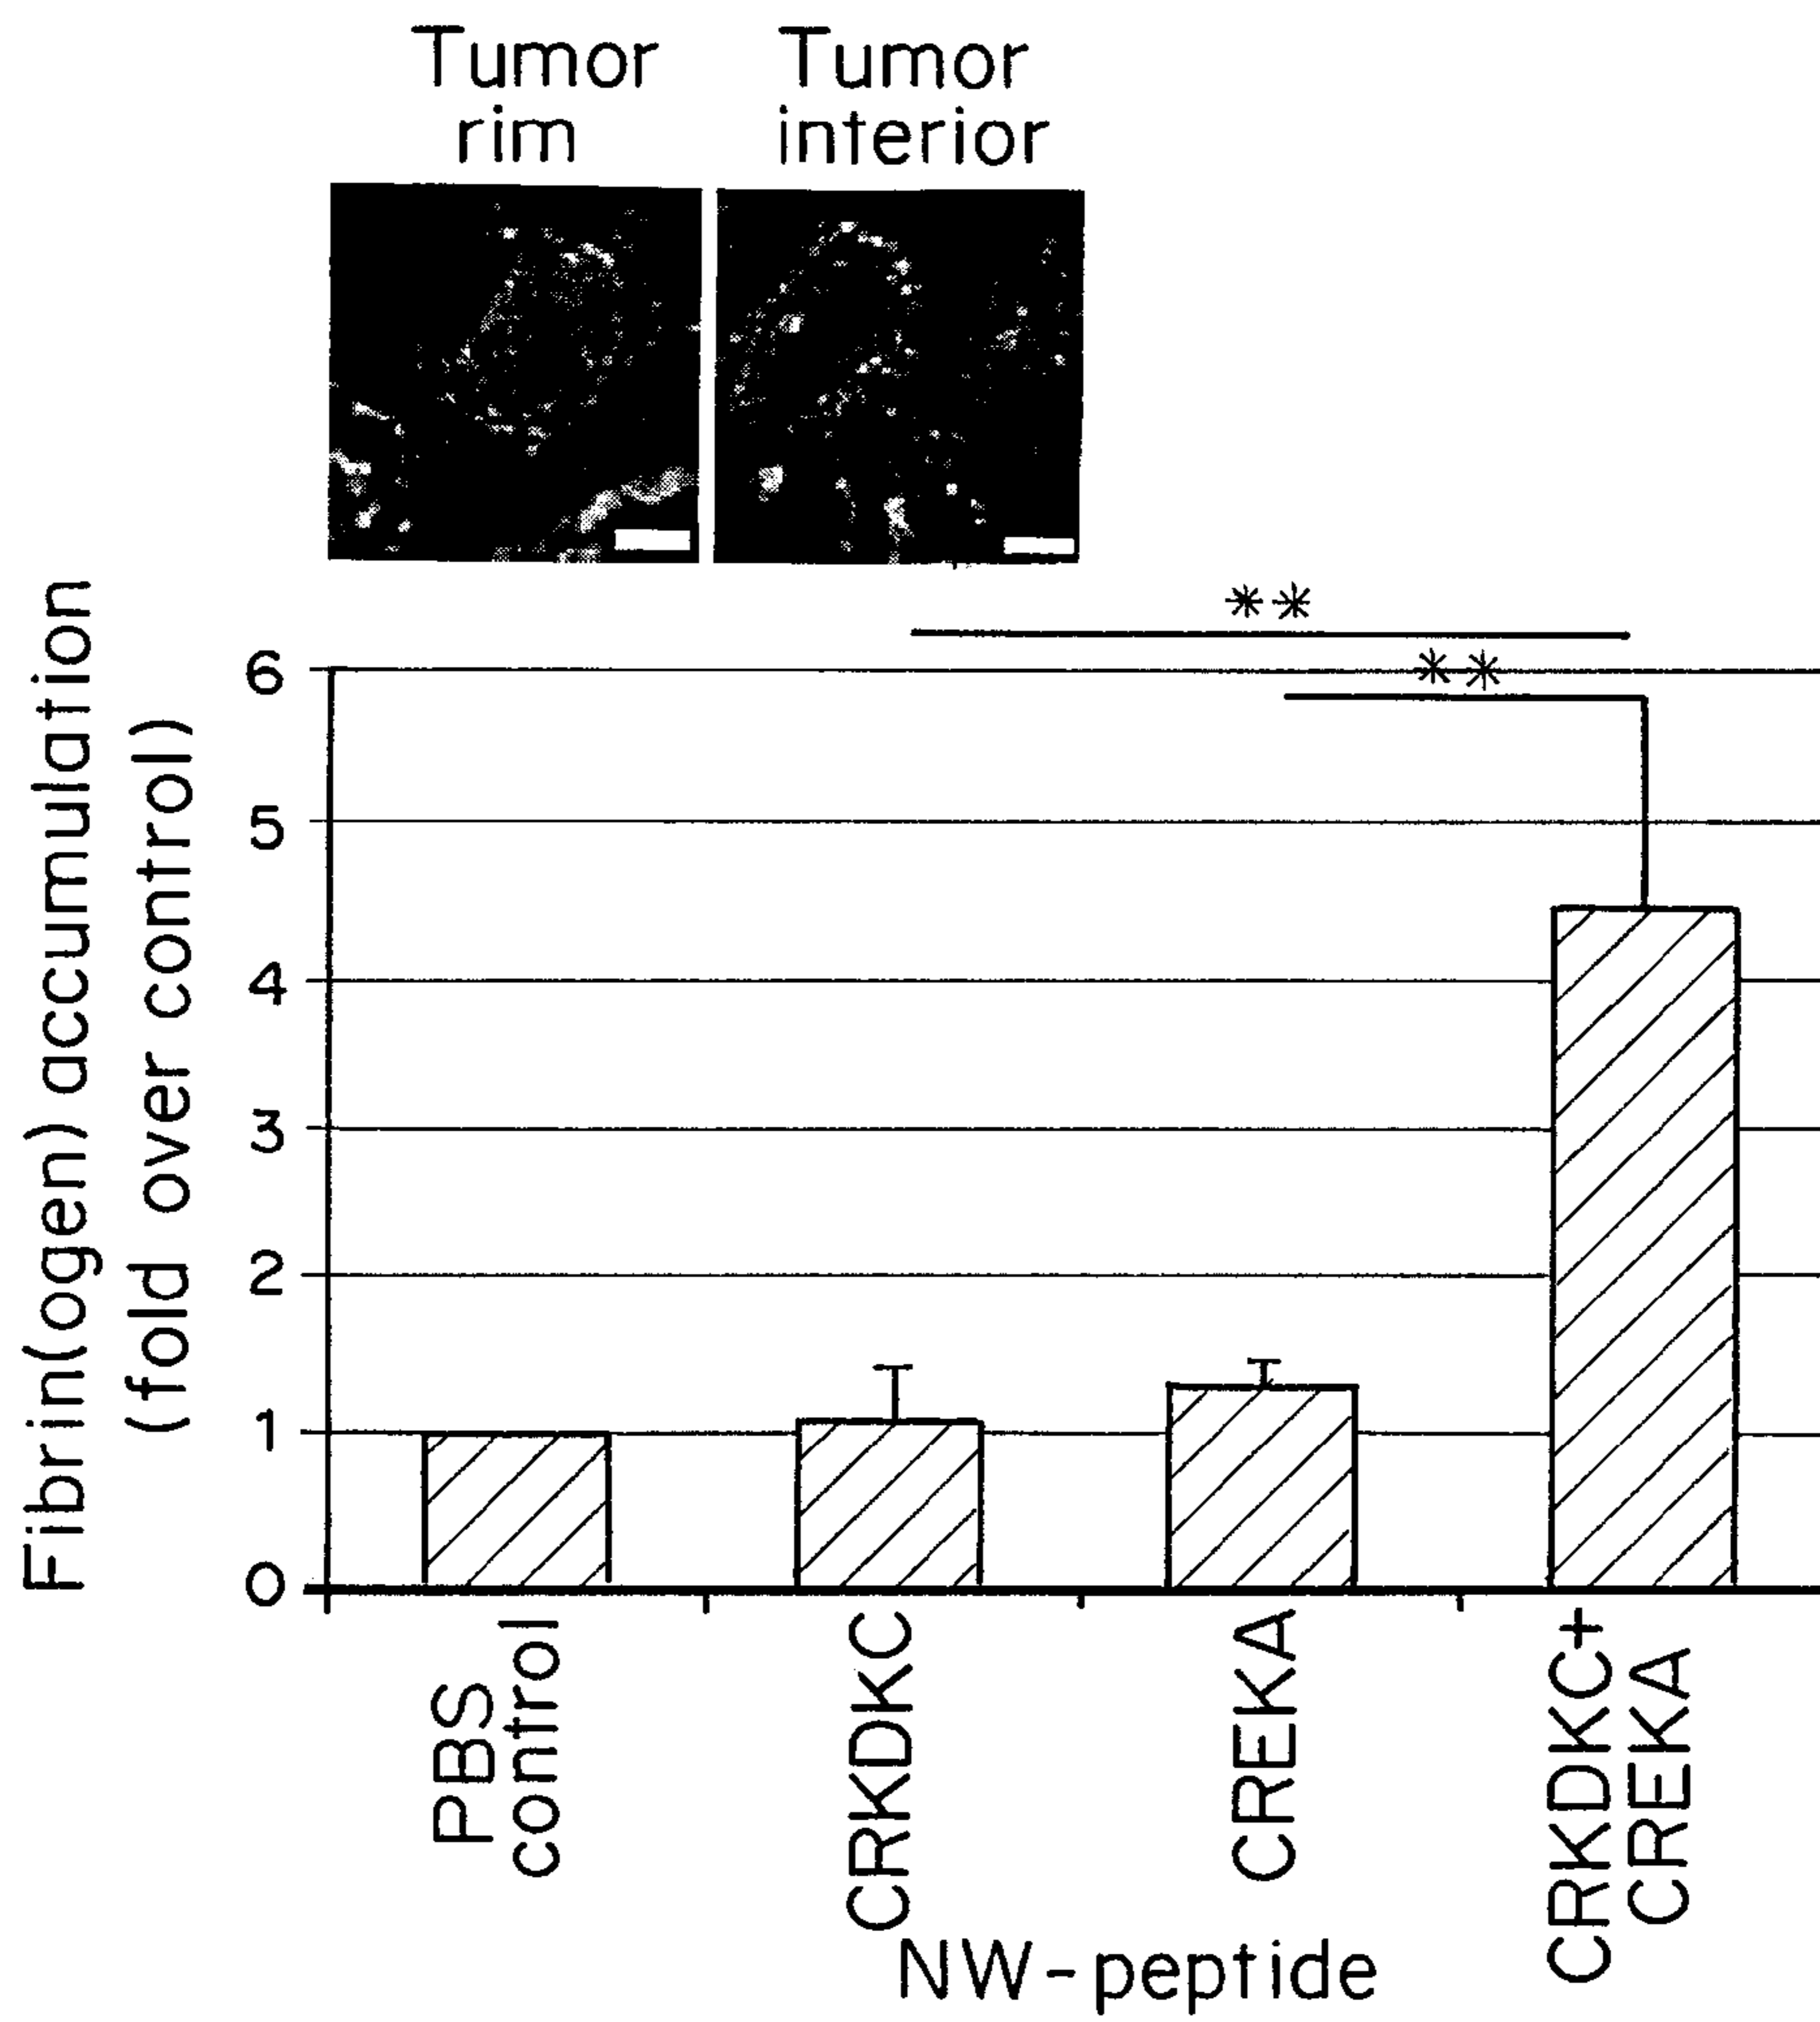 Tumor
rim
Tumor
interior
**
**
Fibrin(ogen) accumulation
(fold over control)
6
5
4
3
2
1
0
PBS
control
CRKDKC
CREKA
CRKDKC+
CREKA
NW-peptide